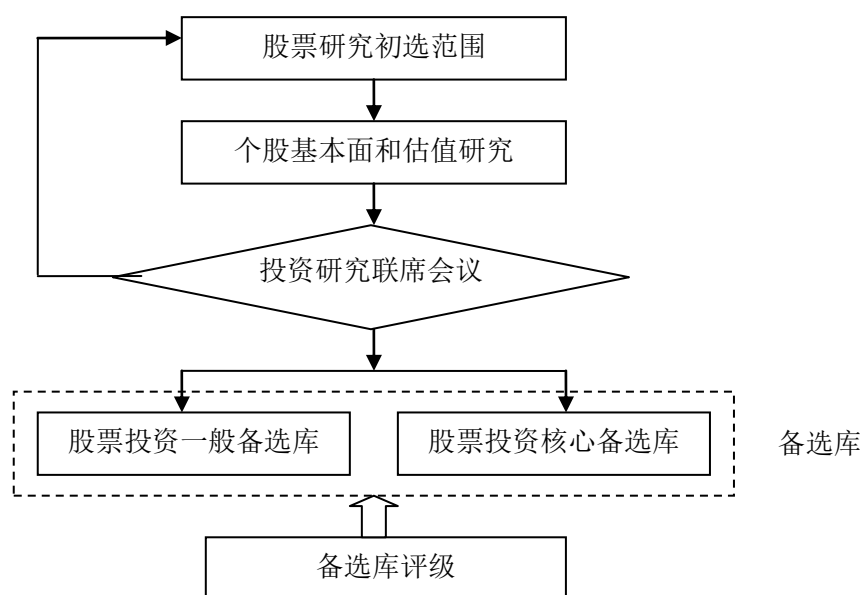 股票研究初选范围
个股基本面和估值研究
投资研究联席会议
股票投资一般备选库
股票投资核心备选库
备选库
备选库评级